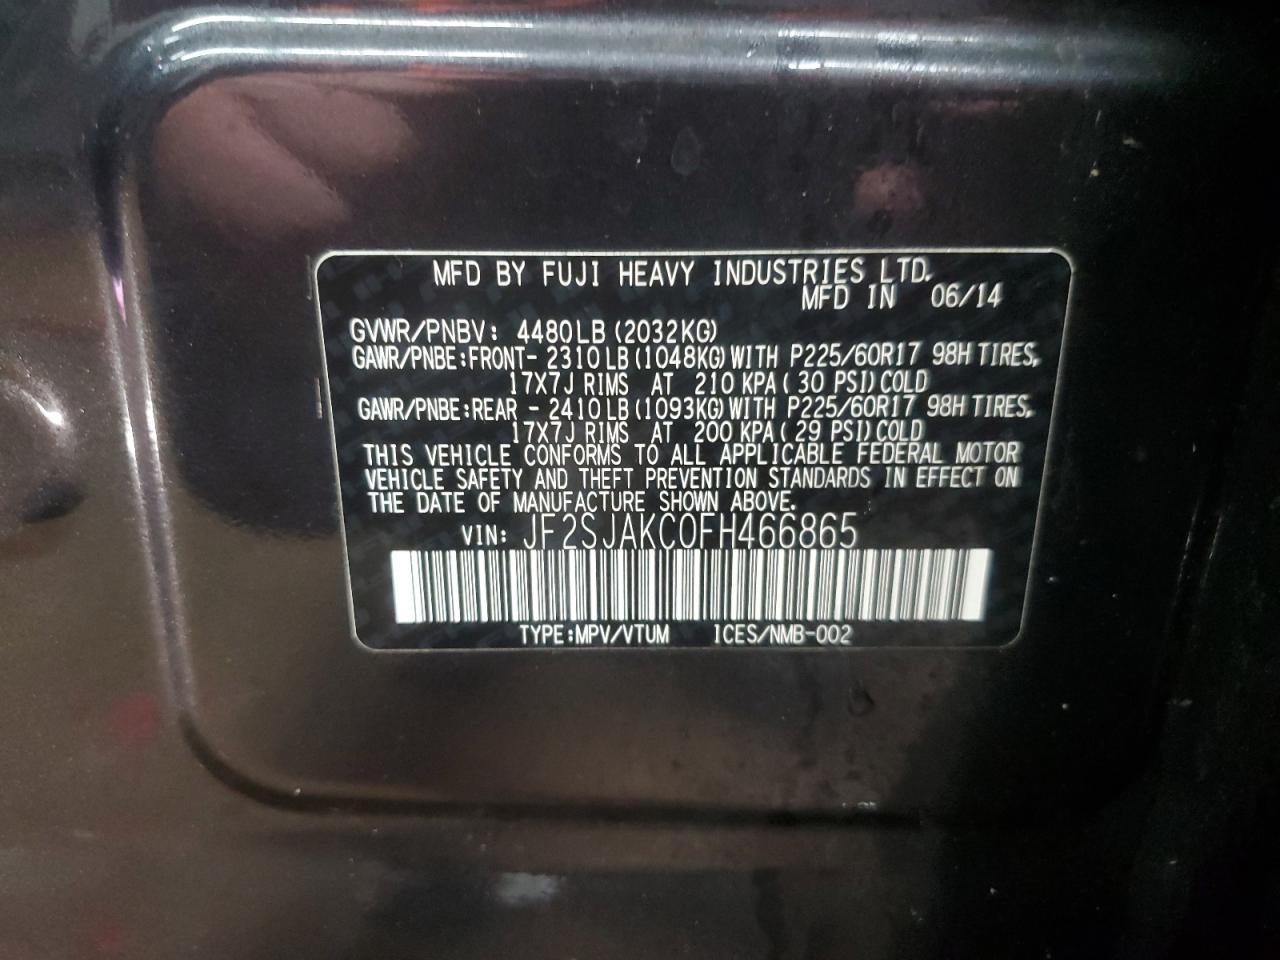 MFD BY FUJI HEAVY INDUSTRIES LTD.
MFD IN 06/14
GVWR/PNBV: 4480LB (2032KG)
GAWR/PNBE:FRONT- 2310LB (1048KG) WITH P225/60R17 98H TIRES,
17X7J RIMS AT 210 KPA ( 30 PSI) COLD
GAWR/PNBE:REAR - 2410LB (1093KG) WITH P225/60R17 98H TIRES,
17X7J RIMS AT 200 KPA ( 29 PSI) COLD
THIS VEHICLE CONFORMS TO ALL APPLICABLE FEDERAL MOTOR
VEHICLE SAFETY AND THEFT PREVENTION STANDARDS IN EFFECT ON
THE DATE OF MANUFACTURE SHOWN ABOVE.
VIN: JF2SJAKC0FH466865
TYPE:MPV/VTUM ICES/NMB-002